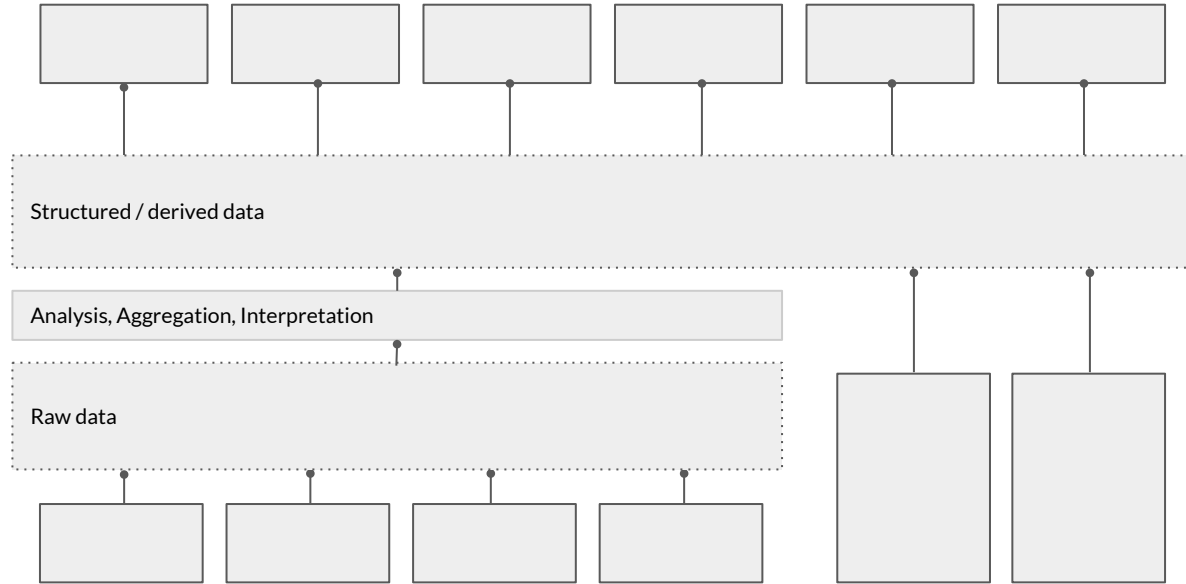 Structured / derived data
Analysis, Aggregation, Interpretation
Raw data